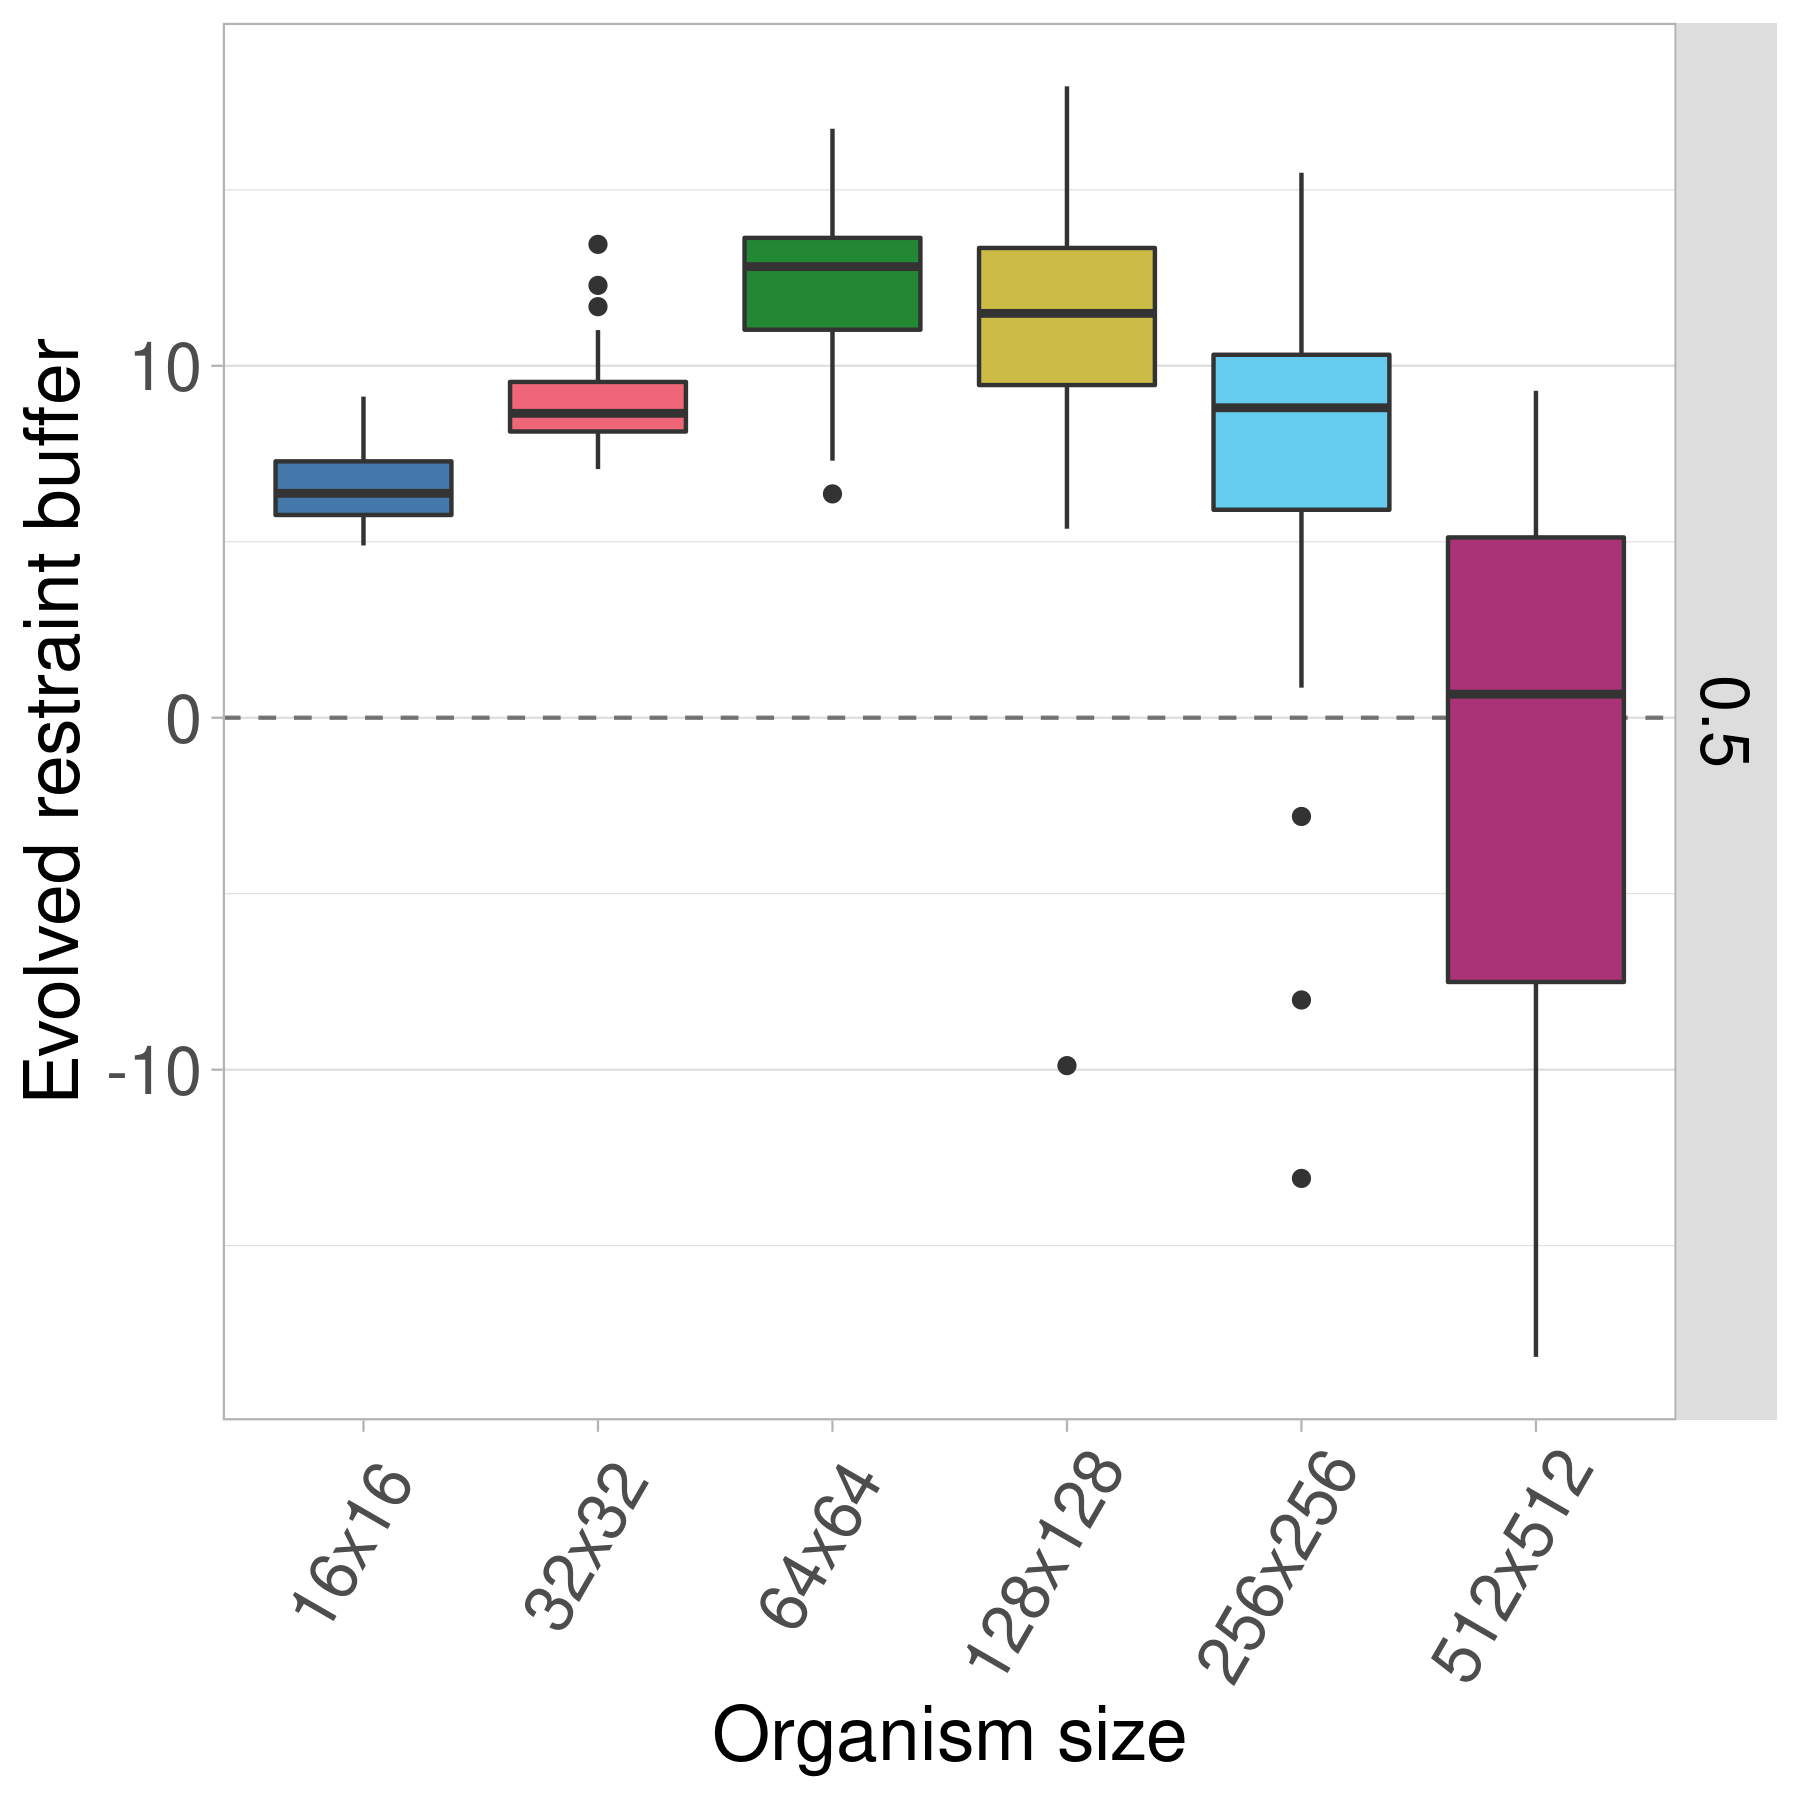 Evolved restraint buffer
10
0
-10
0.5
16x16
32x32
64x64
128x128
256x256
512x512
Organism size